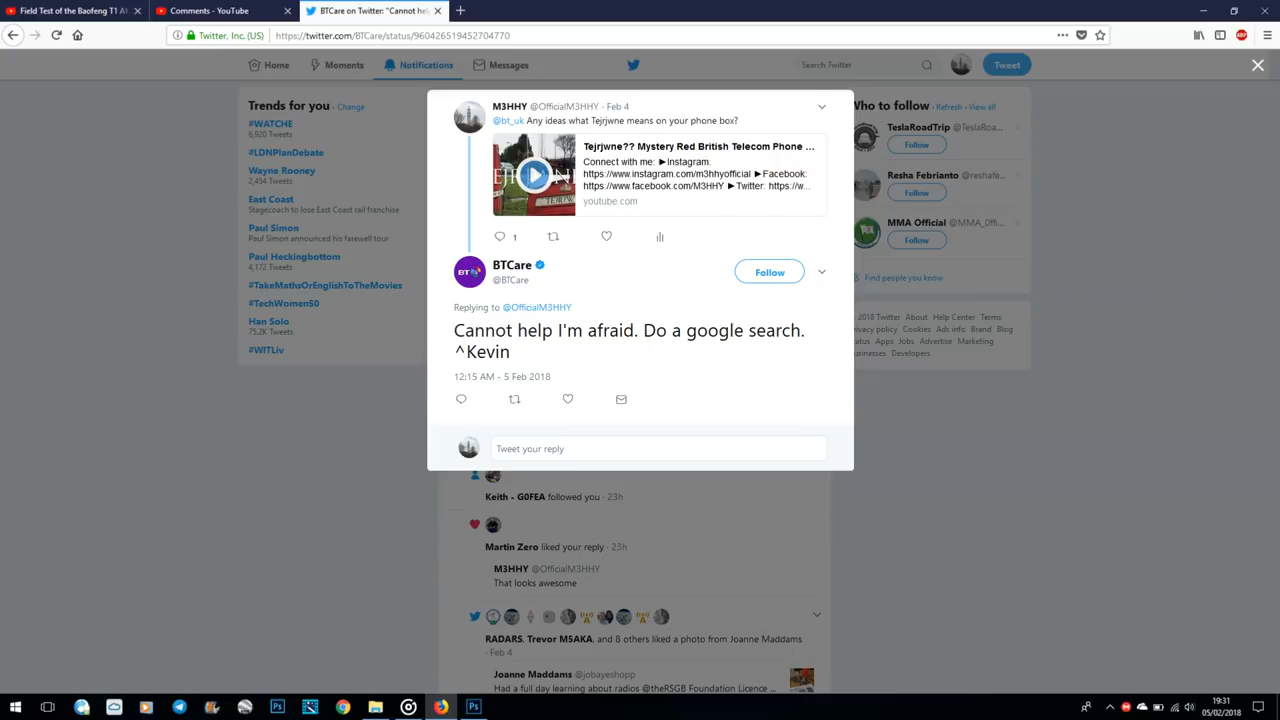 Field Test of the Baofeng T1 A
Comments - YouTube
BTCare on Twitter: "Cannot hel
Twitter, Inc. (US)
https://twitter.com/BTCare/status/960426519452704770
Home
Moments
Notifications
Messages
Search Twitter
Tweet
Trends for you · Change
#WATCHE
6,920 Tweets
#LDNPlanDebate
Wayne Rooney
2,454 Tweets
East Coast
Stagecoach to lose East Coast rail franchise
Paul Simon
Paul Simon announced his farewell tour
Paul Heckingbottom
4,172 Tweets
#TakeMathsOrEnglishToTheMovies
#TechWomen50
Han Solo
75.2K Tweets
#WITLiv
M3HHY @OfficialM3HHY · Feb 4
@bt_uk Any ideas what Tejrjwne means on your phone box?
Tejrjwne?? Mystery Red British Telecom Phone ...
Connect with me: ►Instagram:
https://www.instagram.com/m3hhyofficial ►Facebook:
https://www.facebook.com/M3HHY ►Twitter: https://w...
youtube.com
1
BTCare
@BTCare
Follow
Replying to @OfficialM3HHY
Cannot help I'm afraid. Do a google search.
^Kevin
12:15 AM - 5 Feb 2018
Tweet your reply
Keith - G0FEA followed you · 23h
Martin Zero liked your reply · 23h
M3HHY @OfficialM3HHY
That looks awesome
RADARS, Trevor M5AKA, and 8 others liked a photo from Joanne Maddams
· Feb 4
Joanne Maddams @jobayeshopp
Had a full day learning about radios @theRSGB Foundation Licence ...
Who to follow · Refresh · View all
TeslaRoadTrip @TeslaRoa...
Follow
Resha Febrianto @reshafe...
Follow
MMA Official @MMA_0ffi...
Follow
Find people you know
2018 Twitter About Help Center Terms
rivacy policy Cookies Ads info Brand Blog
tatus Apps Jobs Advertise Marketing
usinesses Developers
19:31
05/02/2018